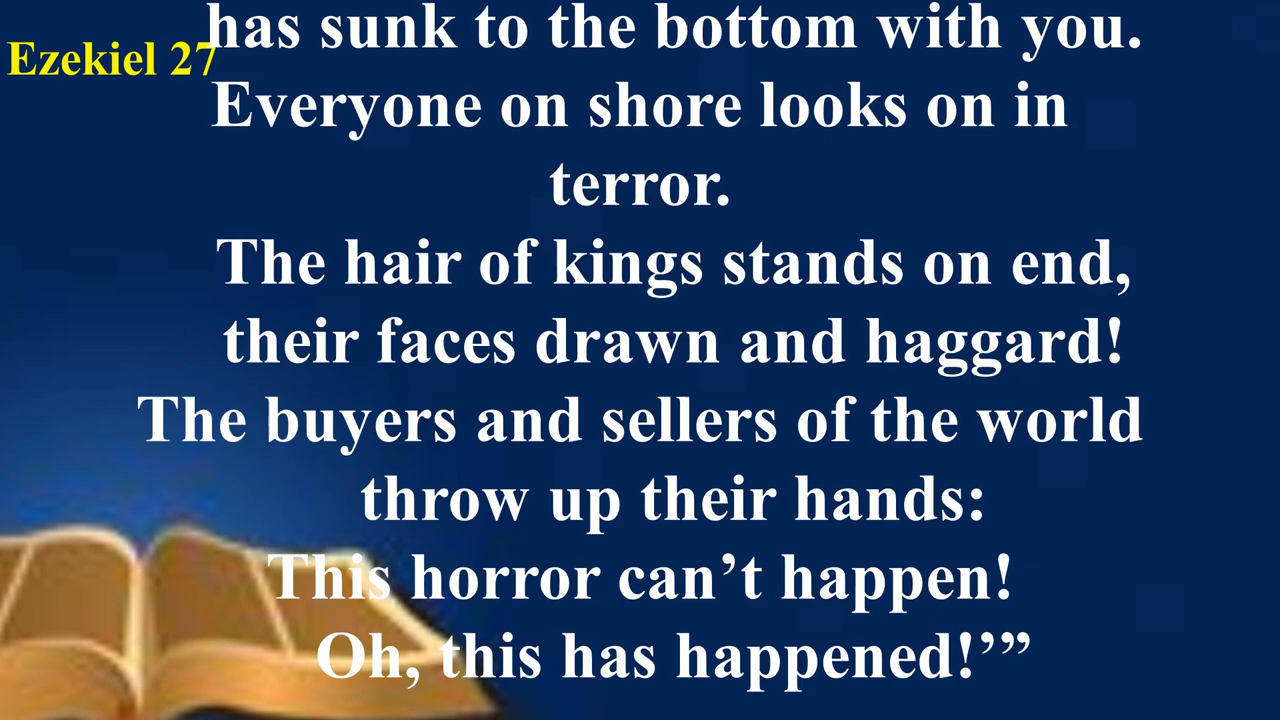 has sunk to the bottom with you.
Ezekiel 27
Everyone on shore looks on in
terror.
The hair of kings stands on end,
their faces drawn and haggard!
The buyers and sellers of the world
throw up their hands:
This horror can’t happen!
Oh, this has happened!’”